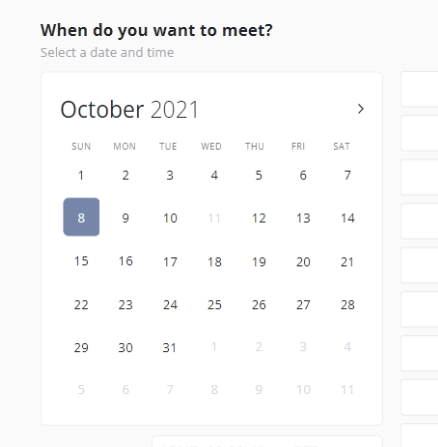 When do you want to meet?
Select a date and time
October 2021
SUN MON TUE WED THU FRI SAT
1 2 3 4 5 6 7
8 9 10 11 12 13 14
15 16 17 18 19 20 21
22 23 24 25 26 27 28
29 30 31 1 2 3 4
5 6 7 8 9 10 11